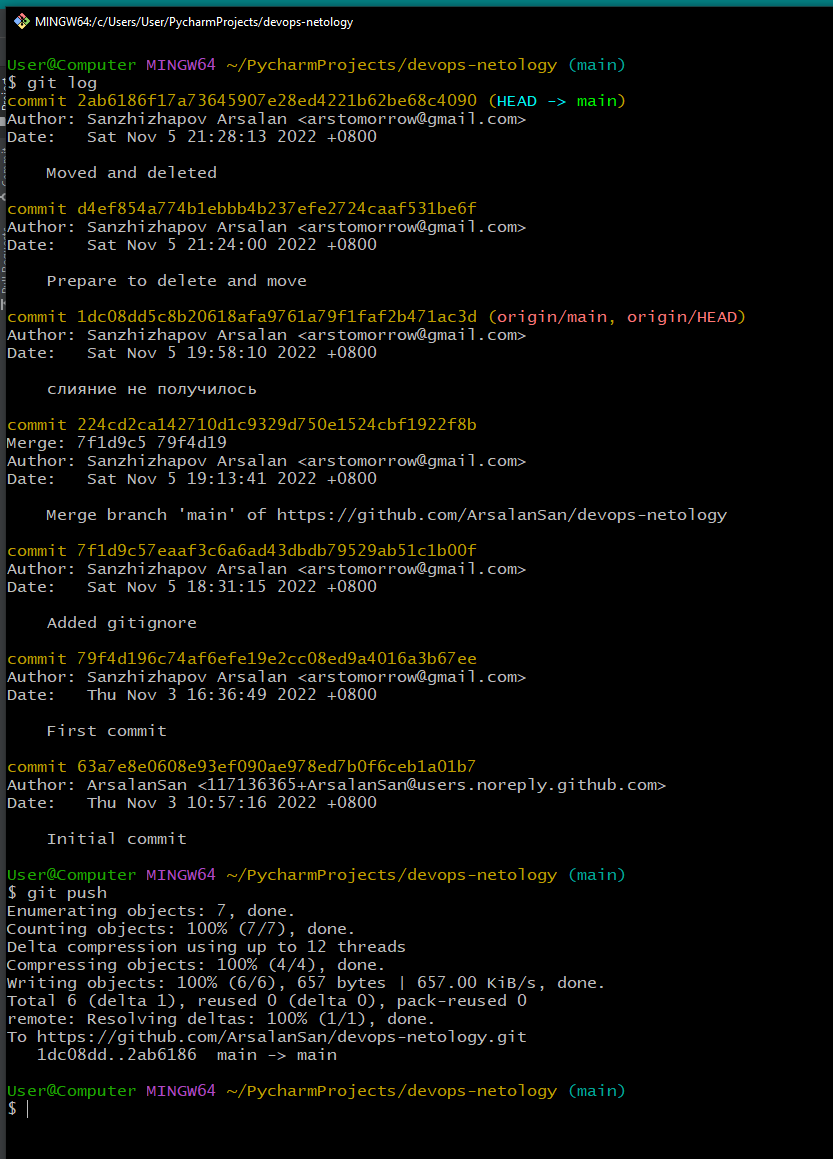 MINGW64:/c/Users/User/PycharmProjects/devops-netology
User@Computer MINGW64 ~/PycharmProjects/devops-netology (main)
$ git log
commit 2ab6186f17a73645907e28ed4221b62be68c4090 (HEAD -> main)
Author: Sanzhizhapov Arsalan <arstomorrow@gmail.com>
Date:   Sat Nov 5 21:28:13 2022 +0800
    Moved and deleted
commit d4ef854a774b1ebbb4b237efe2724caaf531be6f
Author: Sanzhizhapov Arsalan <arstomorrow@gmail.com>
Date:   Sat Nov 5 21:24:00 2022 +0800
    Prepare to delete and move
commit 1dc08dd5c8b20618afa9761a79f1faf2b471ac3d (origin/main, origin/HEAD)
Author: Sanzhizhapov Arsalan <arstomorrow@gmail.com>
Date:   Sat Nov 5 19:58:10 2022 +0800
    слияние не получилось
commit 224cd2ca142710d1c9329d750e1524cbf1922f8b
Merge: 7f1d9c5 79f4d19
Author: Sanzhizhapov Arsalan <arstomorrow@gmail.com>
Date:   Sat Nov 5 19:13:41 2022 +0800
    Merge branch 'main' of https://github.com/ArsalanSan/devops-netology
commit 7f1d9c57eaaf3c6a6ad43dbdb79529ab51c1b00f
Author: Sanzhizhapov Arsalan <arstomorrow@gmail.com>
Date:   Sat Nov 5 18:31:15 2022 +0800
    Added gitignore
commit 79f4d196c74af6efe19e2cc08ed9a4016a3b67ee
Author: Sanzhizhapov Arsalan <arstomorrow@gmail.com>
Date:   Thu Nov 3 16:36:49 2022 +0800
    First commit
commit 63a7e8e0608e93ef090ae978ed7b0f6ceb1a01b7
Author: ArsalanSan <117136365+ArsalanSan@users.noreply.github.com>
Date:   Thu Nov 3 10:57:16 2022 +0800
    Initial commit
User@Computer MINGW64 ~/PycharmProjects/devops-netology (main)
$ git push
Enumerating objects: 7, done.
Counting objects: 100% (7/7), done.
Delta compression using up to 12 threads
Compressing objects: 100% (4/4), done.
Writing objects: 100% (6/6), 657 bytes | 657.00 KiB/s, done.
Total 6 (delta 1), reused 0 (delta 0), pack-reused 0
remote: Resolving deltas: 100% (1/1), done.
To https://github.com/ArsalanSan/devops-netology.git
   1dc08dd..2ab6186  main -> main
User@Computer MINGW64 ~/PycharmProjects/devops-netology (main)
$